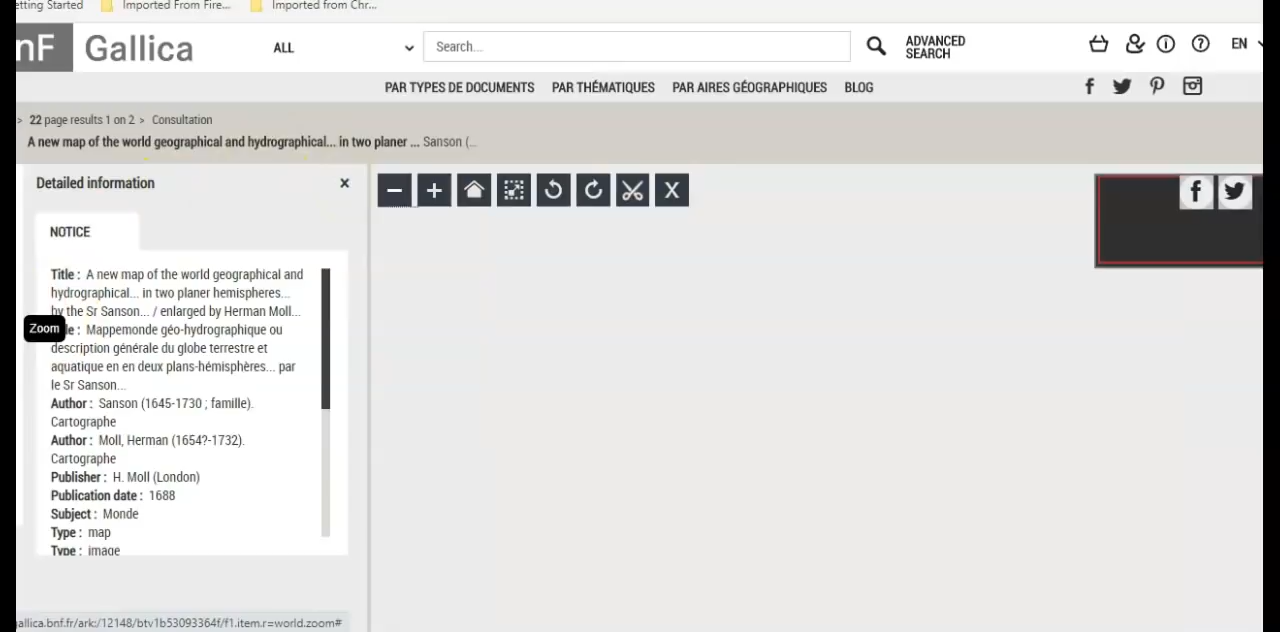 etting Started Imported From Fire... Imported from Chr...
nF Gallica ALL Search... ADVANCED SEARCH EN
PAR TYPES DE DOCUMENTS PAR THÉMATIQUES PAR AIRES GÉOGRAPHIQUES BLOG
> 22 page results 1 on 2 > Consultation
A new map of the world geographical and hydrographical... in two planer ... Sanson (...
Detailed information
NOTICE
Title : A new map of the world geographical and
hydrographical... in two planer hemispheres...
by the Sr Sanson... / enlarged by Herman Moll...
Zoom le : Mappemonde géo-hydrographique ou
description générale du globe terrestre et
aquatique en en deux plans-hémisphères... par
le Sr Sanson...
Author : Sanson (1645-1730 ; famille).
Cartographe
Author : Moll, Herman (1654?-1732).
Cartographe
Publisher : H. Moll (London)
Publication date : 1688
Subject : Monde
Type : map
Type : image
gallica.bnf.fr/ark:/12148/btv1b53093364f/f1.item.r=world.zoom#